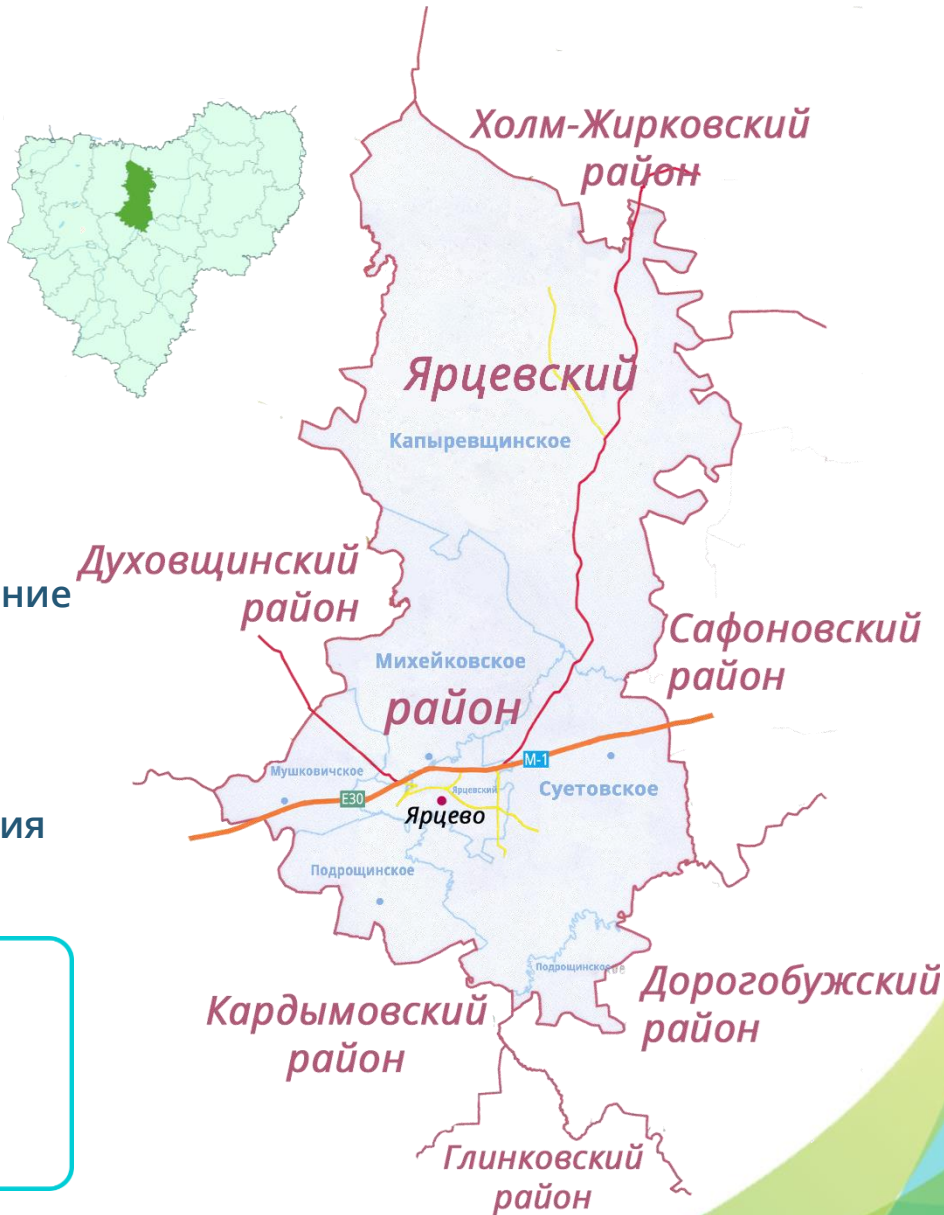 Холм-Жирковский
район
Ярцевский
Капыревщинское
Духовщинский
район
ние
Сафоновский
район
Михейковское
район
М-1
Мушковичское
Ярцевский
Суетовское
Е30
Ярцево
ия
Подрощинское
Подрощинское
Дорогобужский
район
Кардымовский
район
Глинковский
район